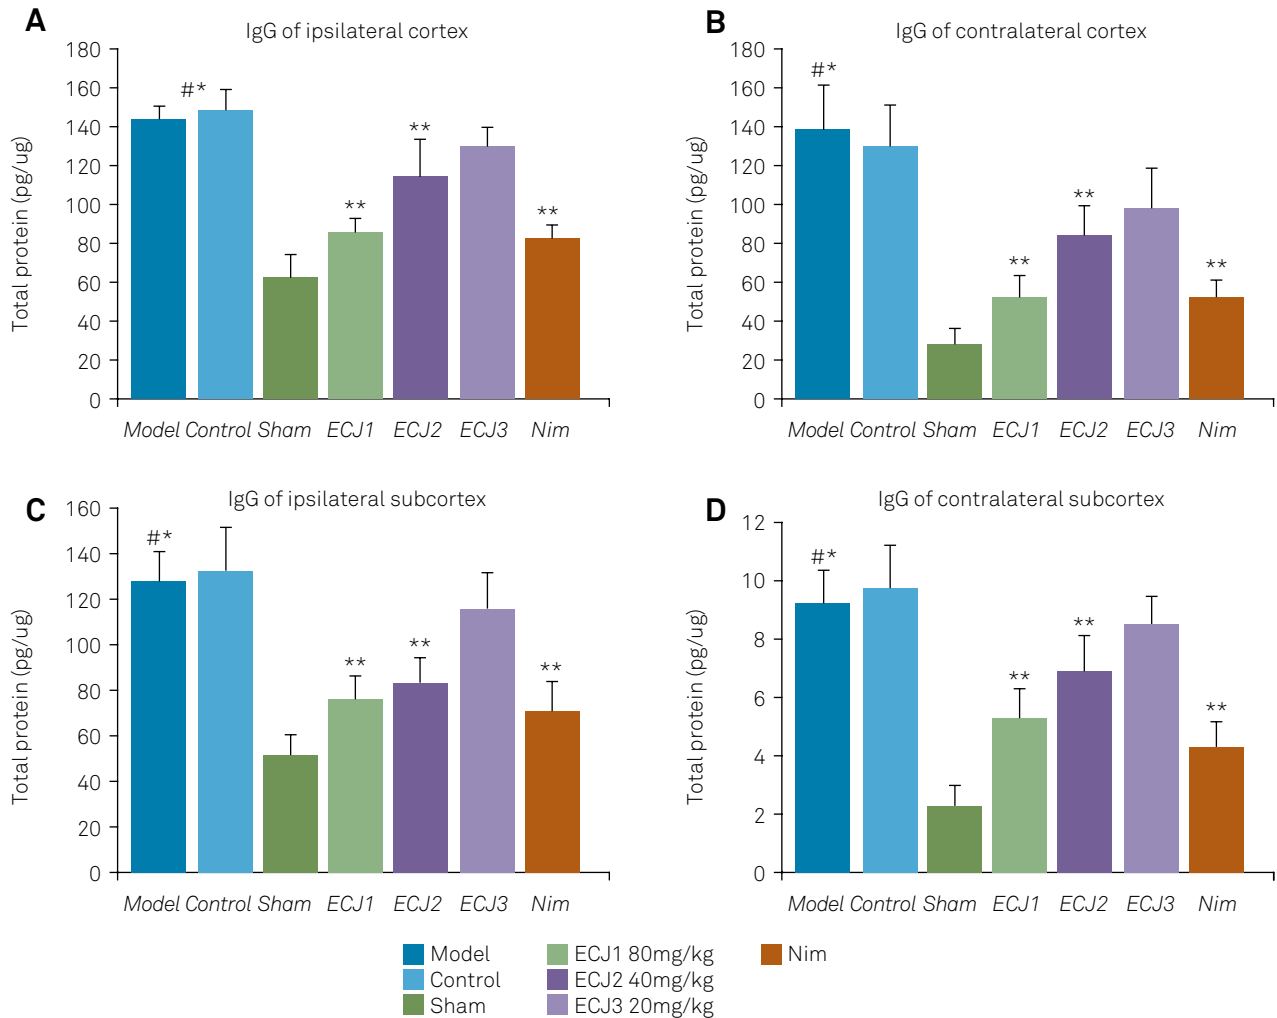 A
IgG of ipsilateral cortex
Total protein (pg/ug)
180
160
140
120
100
80
60
40
20
0
#*
**
**
**
Model Control Sham ECJ1 ECJ2 ECJ3 Nim
B
IgG of contralateral cortex
Total protein (pg/ug)
180
160
140
120
100
80
60
40
20
0
#*
**
**
**
Model Control Sham ECJ1 ECJ2 ECJ3 Nim
C
IgG of ipsilateral subcortex
Total protein (pg/ug)
160
140
120
100
80
60
40
20
0
#*
**
**
**
Model Control Sham ECJ1 ECJ2 ECJ3 Nim
D
IgG of contralateral subcortex
Total protein (pg/ug)
12
10
8
6
4
2
0
#*
**
**
**
Model Control Sham ECJ1 ECJ2 ECJ3 Nim
Model
Control
Sham
ECJ1 80mg/kg
ECJ2 40mg/kg
ECJ3 20mg/kg
Nim